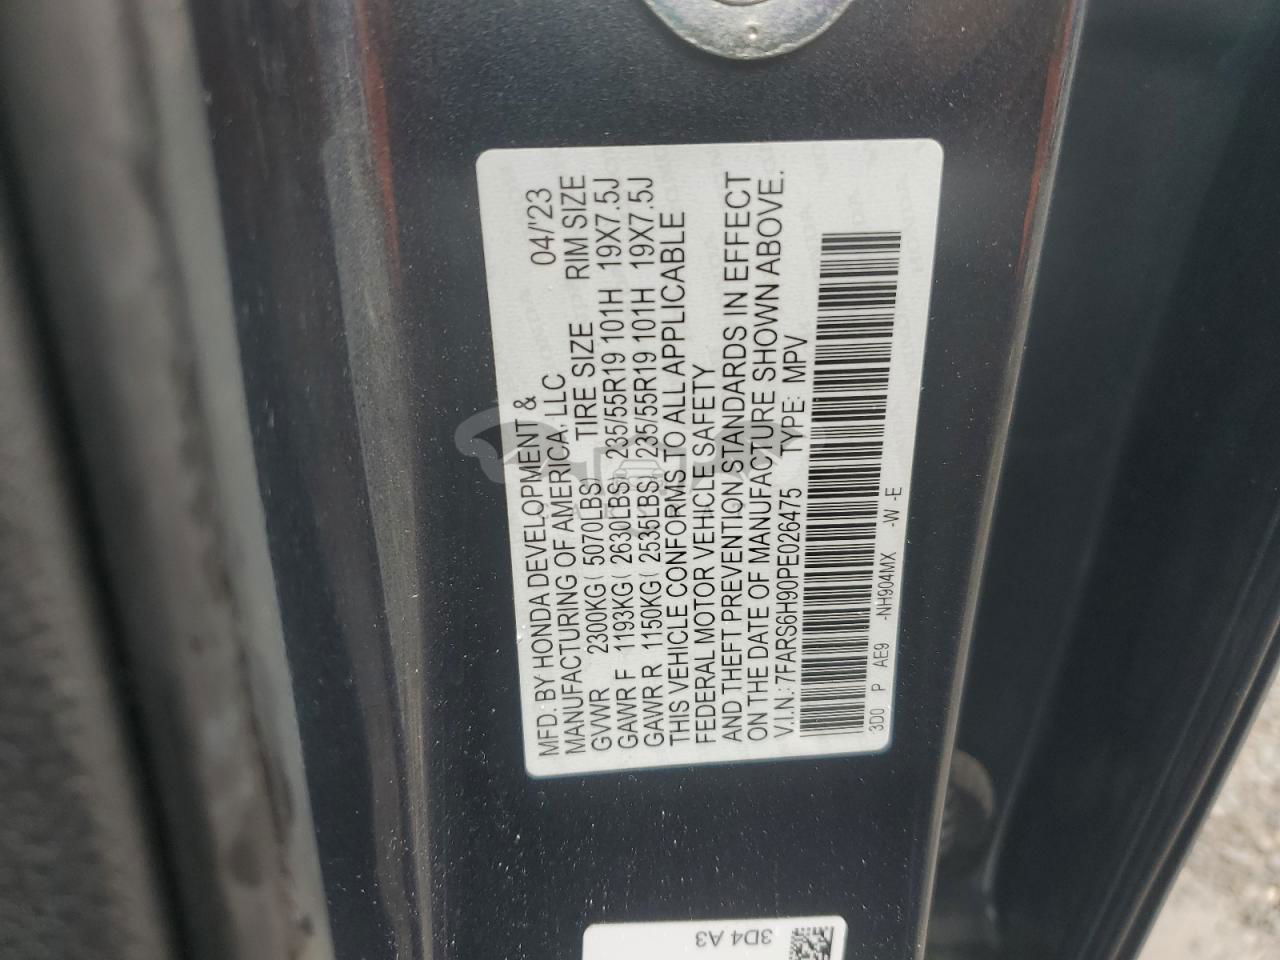 MFD. BY HONDA DEVELOPMENT & 04/'23
MANUFACTURING OF AMERICA, LLC
TIRE SIZE RIM SIZE
GVWR 2300KG( 5070LBS)
GAWR F 1193KG( 2630LBS) 235/55R19 101H 19X7.5J
GAWR R 1150KG( 2535LBS) 235/55R19 101H 19X7.5J
THIS VEHICLE CONFORMS TO ALL APPLICABLE
FEDERAL MOTOR VEHICLE SAFETY
AND THEFT PREVENTION STANDARDS IN EFFECT
ON THE DATE OF MANUFACTURE SHOWN ABOVE.
V.I.N.: 7FARS6H90PE026475 TYPE: MPV
3D0 P AE9 -NH904MX -W -E
3D4 A3